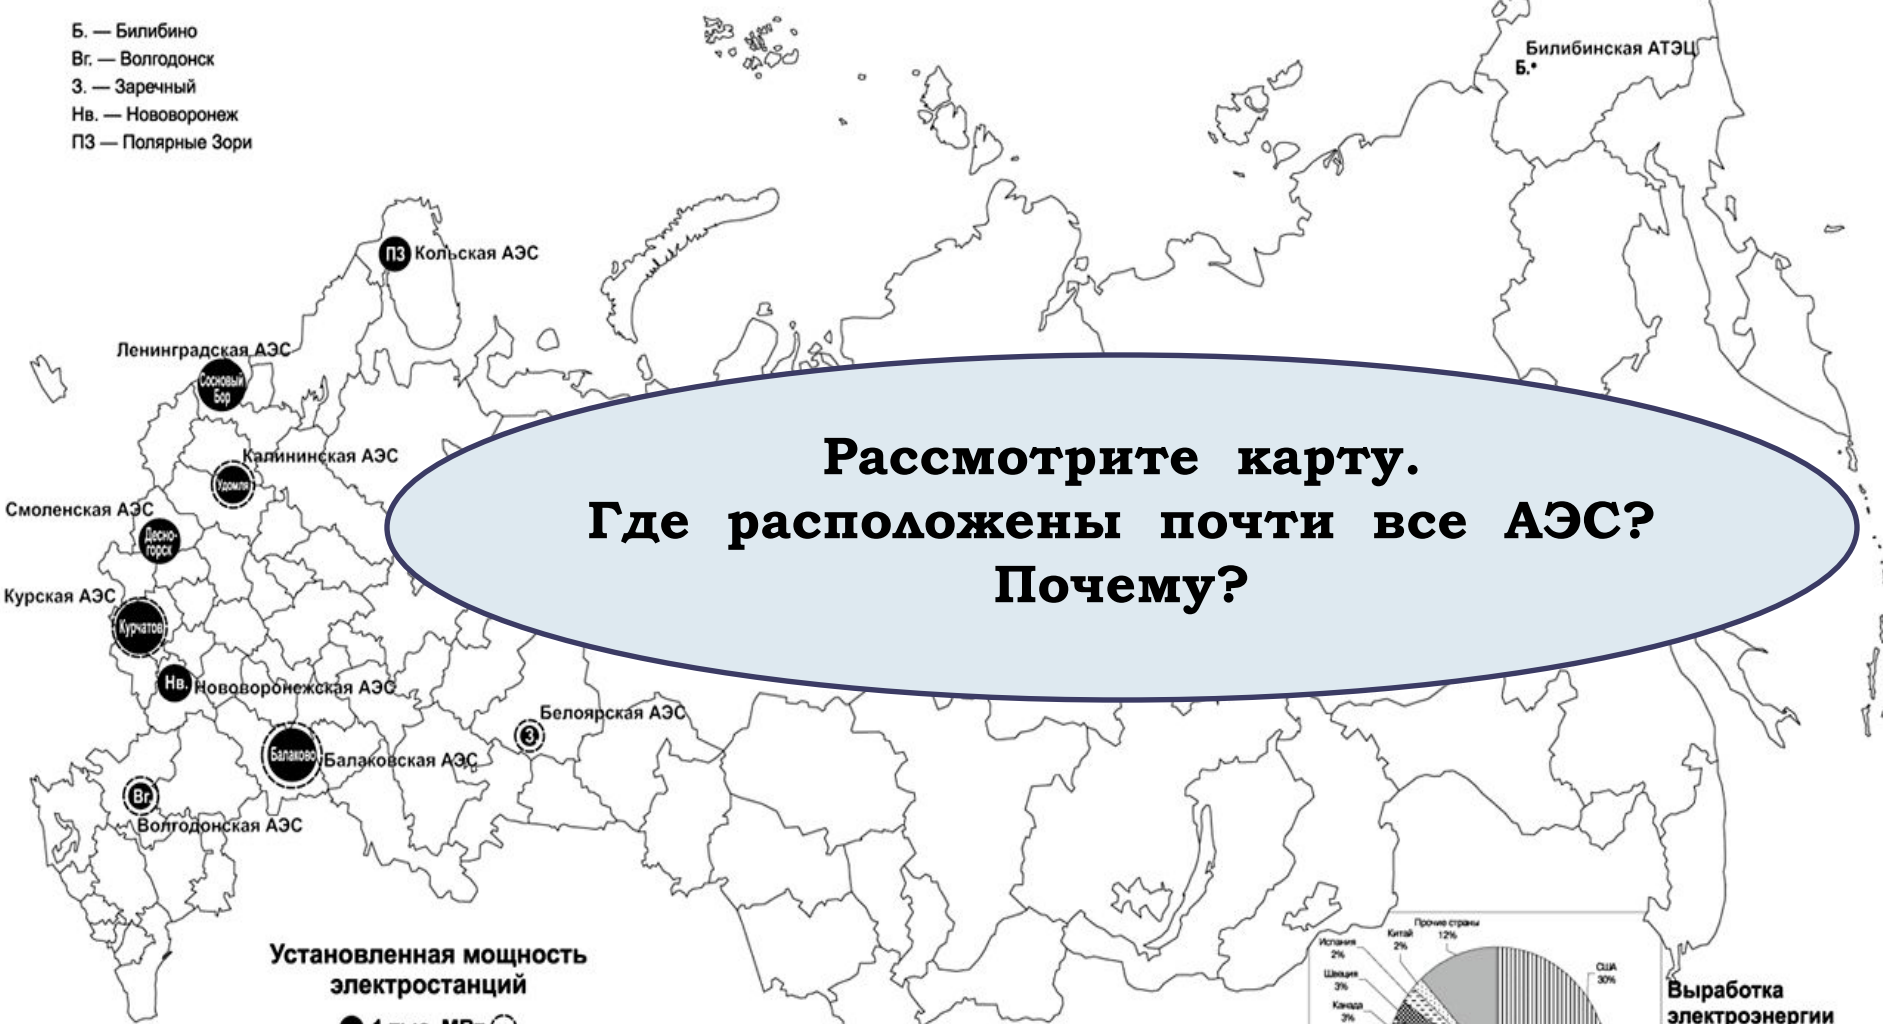 Б. — Билибино
Вг. — Волгодонск
З. — Заречный
Нв. — Нововоронеж
ПЗ — Полярные Зори
Билибинская АТЭЦ
Б.
ПЗ Кольская АЭС
Ленинградская АЭС
Сосновый
Бор
Калининская АЭС
Удомля
Смоленская АЭС
Десно-
горск
Курская АЭС
Курчатов
Нв. Нововоронежская АЭС
Белоярская АЭС
З
Балаково Балаковская АЭС
Вг
Волгодонская АЭС
Рассмотрите карту.
Где расположены почти все АЭС?
Почему?
Установленная мощность
электростанций
Прочие страны
12%
Китай
2%
Испания
2%
Швеция
3%
Канада
3%
США
30%
Выработка
электроэнергии